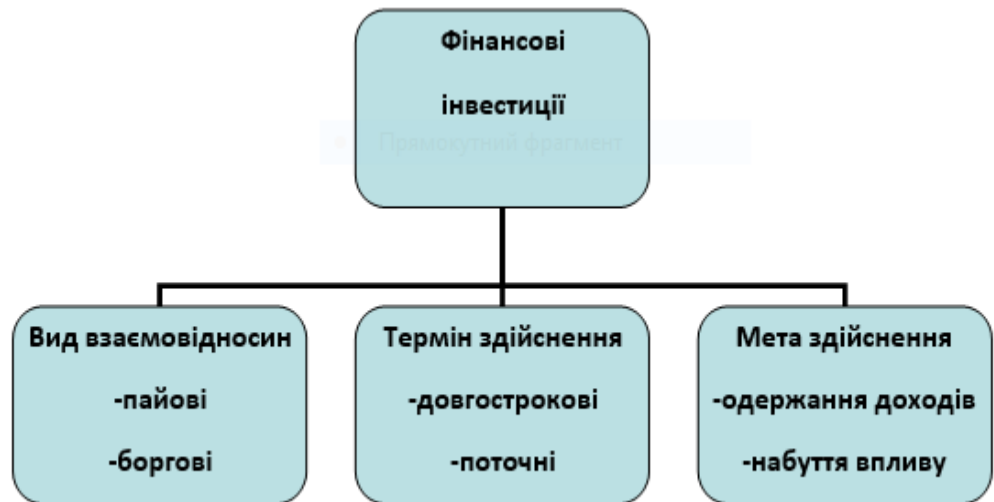 Фінансові
інвестиції
Прямокутний фрагмент
Вид взаємовідносин
-пайові
-боргові
Термін здійснення
-довгострокові
-поточні
Мета здійснення
-одержання доходів
-набуття впливу